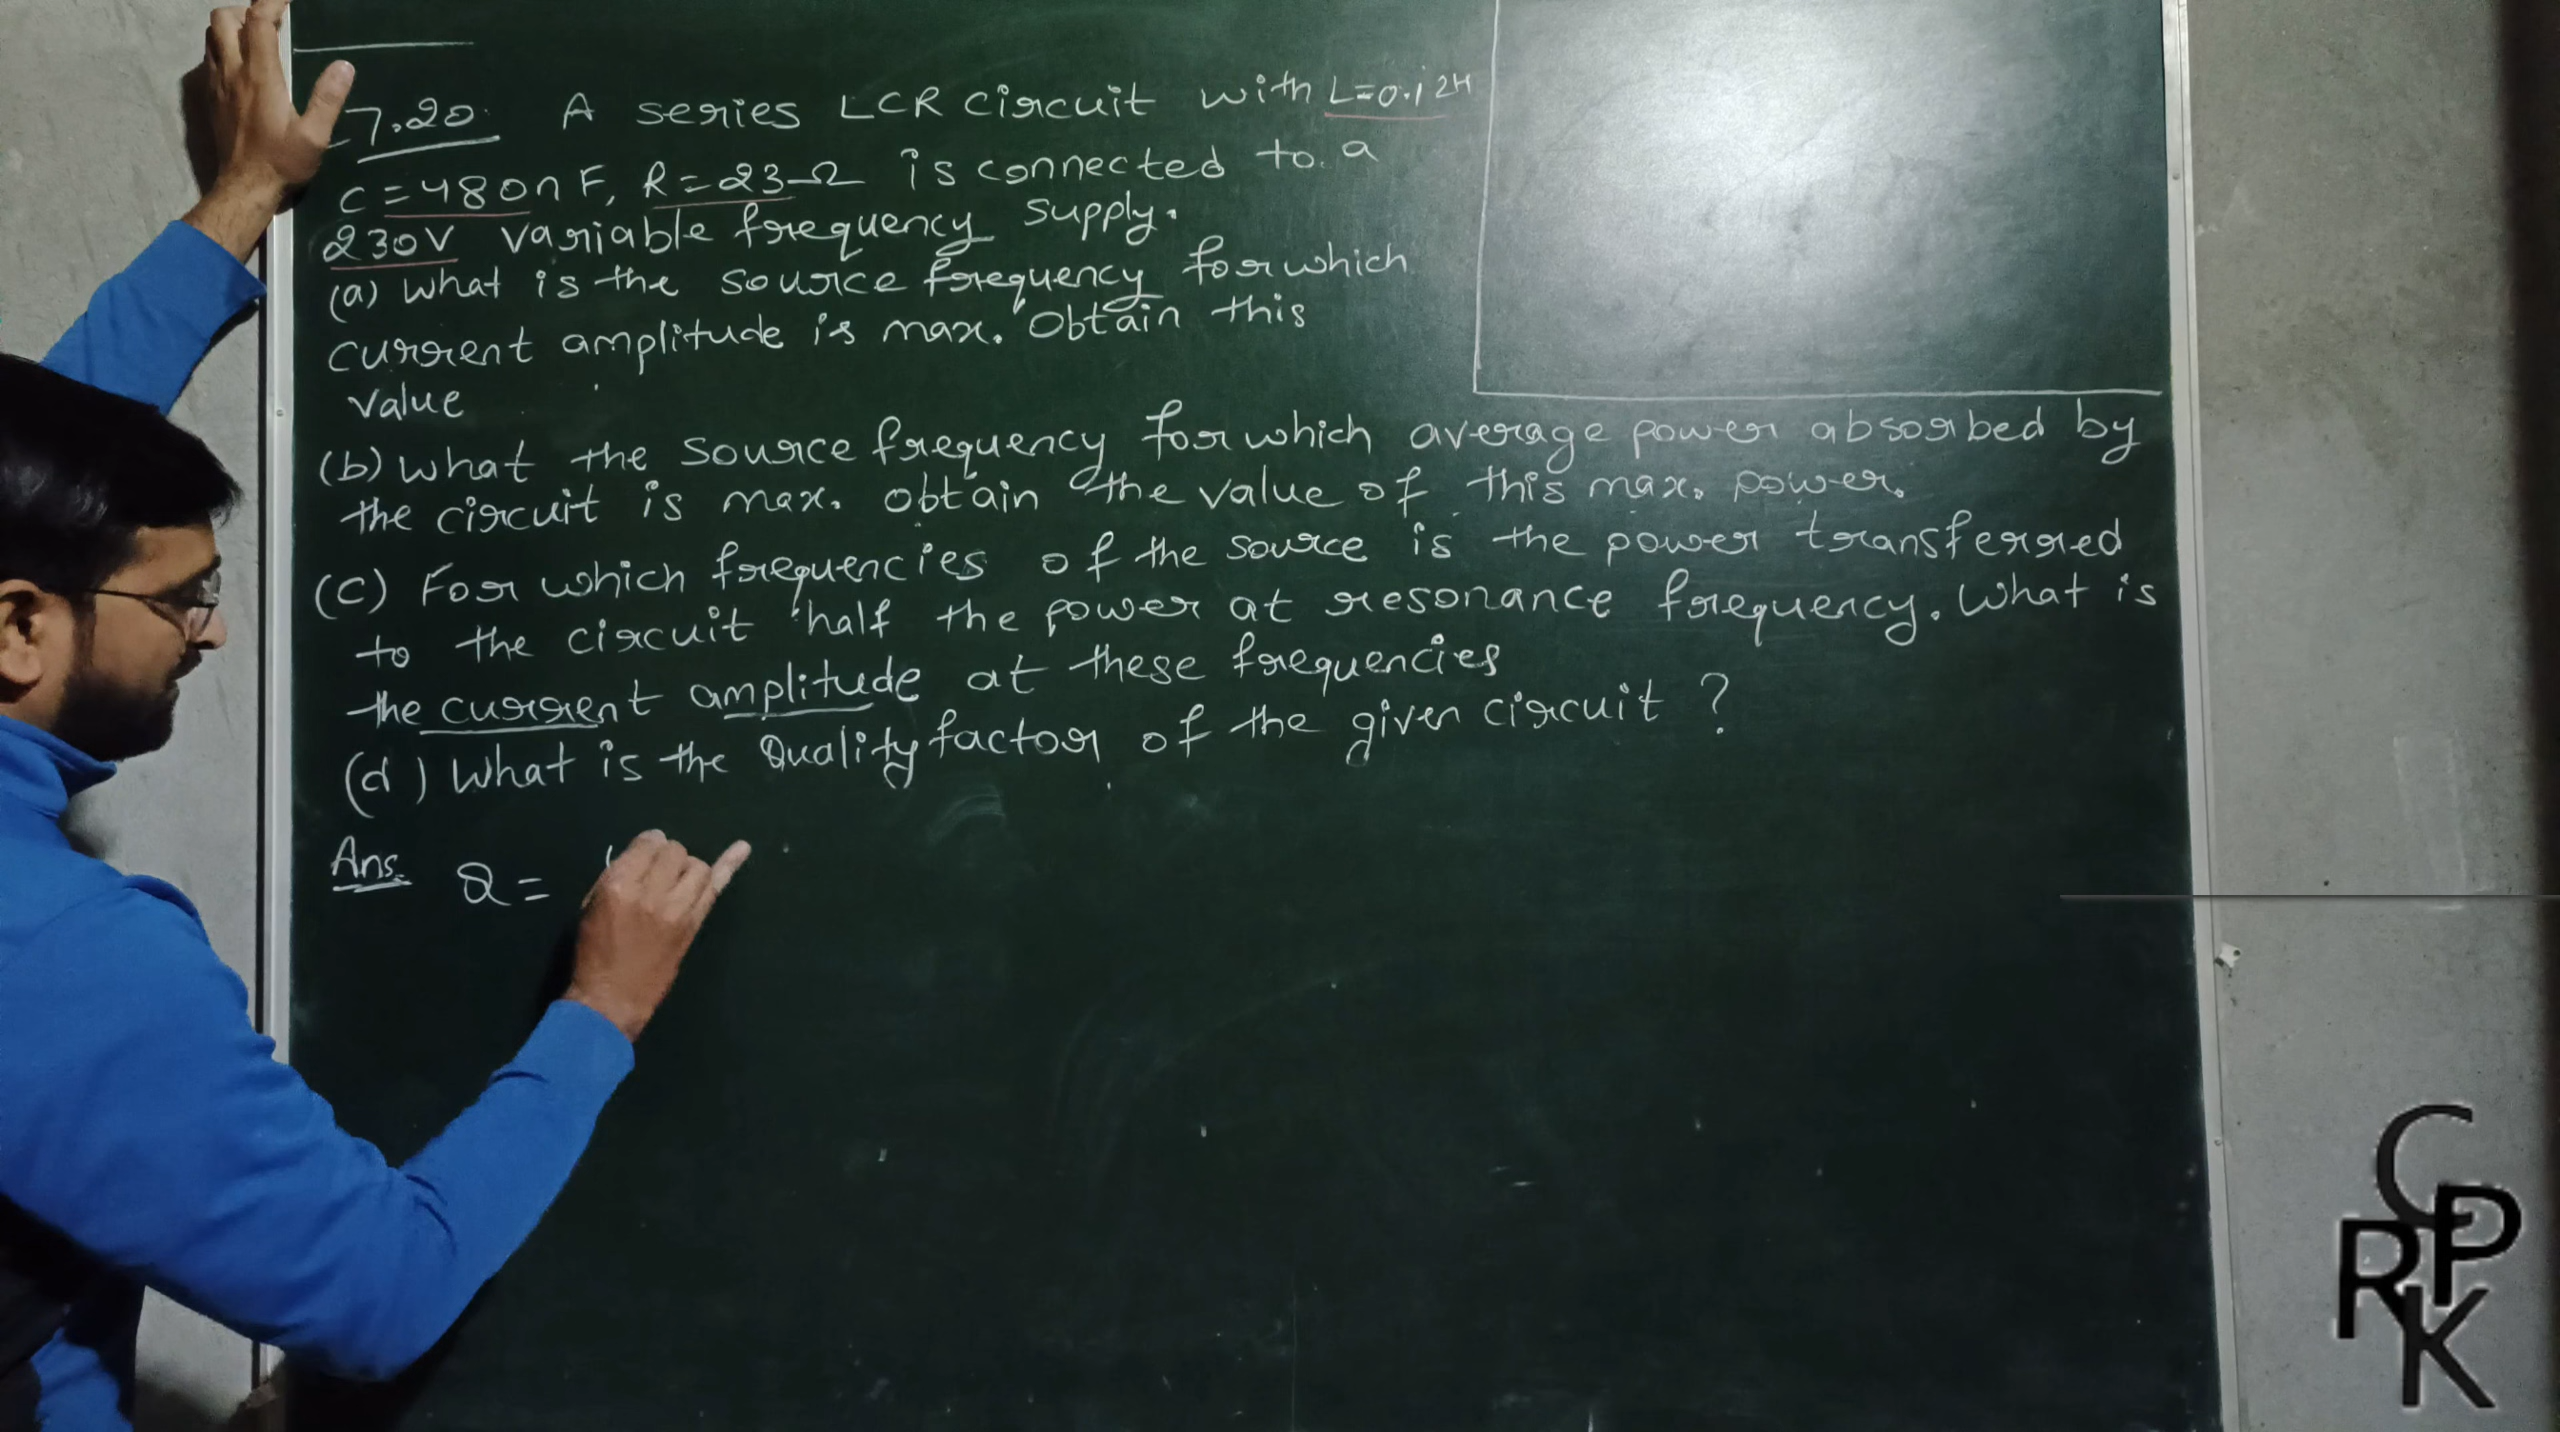 7.20. A series LCR circuit with L=0.12H
C=480nF, R=23Ω is connected to a
230V variable frequency supply.
(a) What is the source frequency for which
current amplitude is max. Obtain this
value
(b) What the source frequency for which average power absorbed by
the circuit is max. obtain the value of this max. power.
(c) For which frequencies of the source is the power transferred
to the circuit half the power at resonance frequency. What is
the current amplitude at these frequencies
(d) What is the Quality factor of the given circuit ?
Ans. Q =
CPRK